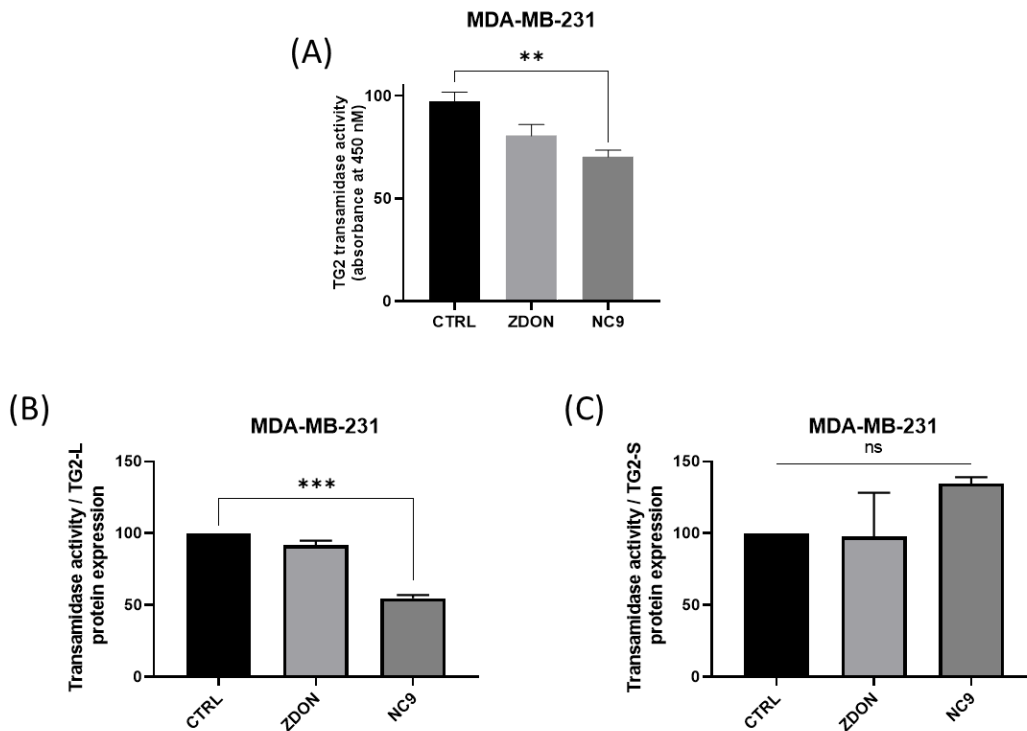 MDA-MB-231
(A)
**
TG2 transamidase activity
(absorbance at 450 nM)
100
50
0
CTRL ZDON NC9
(B)
MDA-MB-231
Transamidase activity / TG2-L
protein expression
150
***
100
50
0
CTRL ZDON NC9
(C)
MDA-MB-231
Transamidase activity / TG2-S
protein expression
150
ns
100
50
0
CTRL ZDON NC9